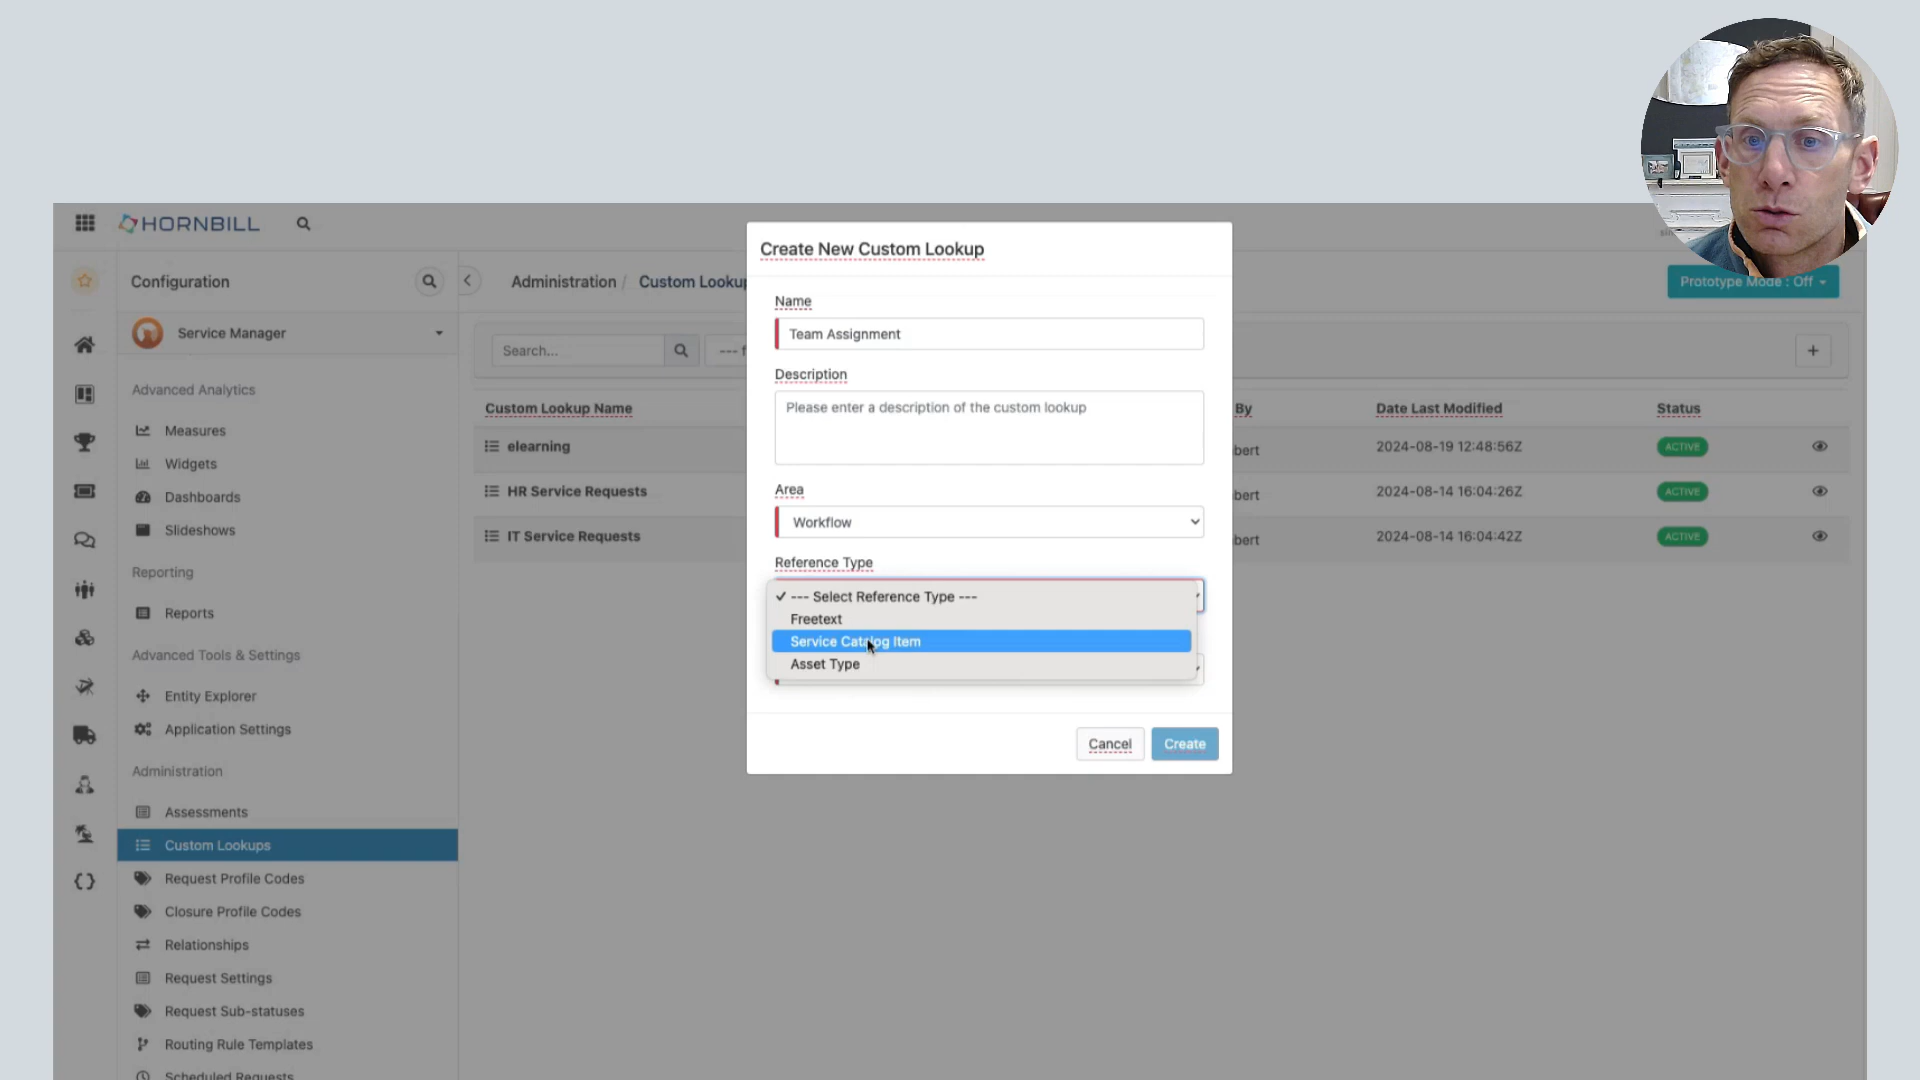 HORNBILL
Configuration
Administration / Custom Lookup
Prototype Mode : Off
Service Manager
Search...
--- f
+
Advanced Analytics
Measures
Widgets
Dashboards
Slideshows
Reporting
Reports
Advanced Tools & Settings
Entity Explorer
Application Settings
Administration
Assessments
Custom Lookups
Request Profile Codes
Closure Profile Codes
Relationships
Request Settings
Request Sub-statuses
Routing Rule Templates
Scheduled Requests
Custom Lookup Name
By
Date Last Modified
Status
elearning
bert
2024-08-19 12:48:56Z
ACTIVE
HR Service Requests
bert
2024-08-14 16:04:26Z
ACTIVE
IT Service Requests
bert
2024-08-14 16:04:42Z
ACTIVE
Create New Custom Lookup
Name
Team Assignment
Description
Please enter a description of the custom lookup
Area
Workflow
Reference Type
✓ --- Select Reference Type ---
Freetext
Service Catalog Item
Asset Type
Cancel
Create